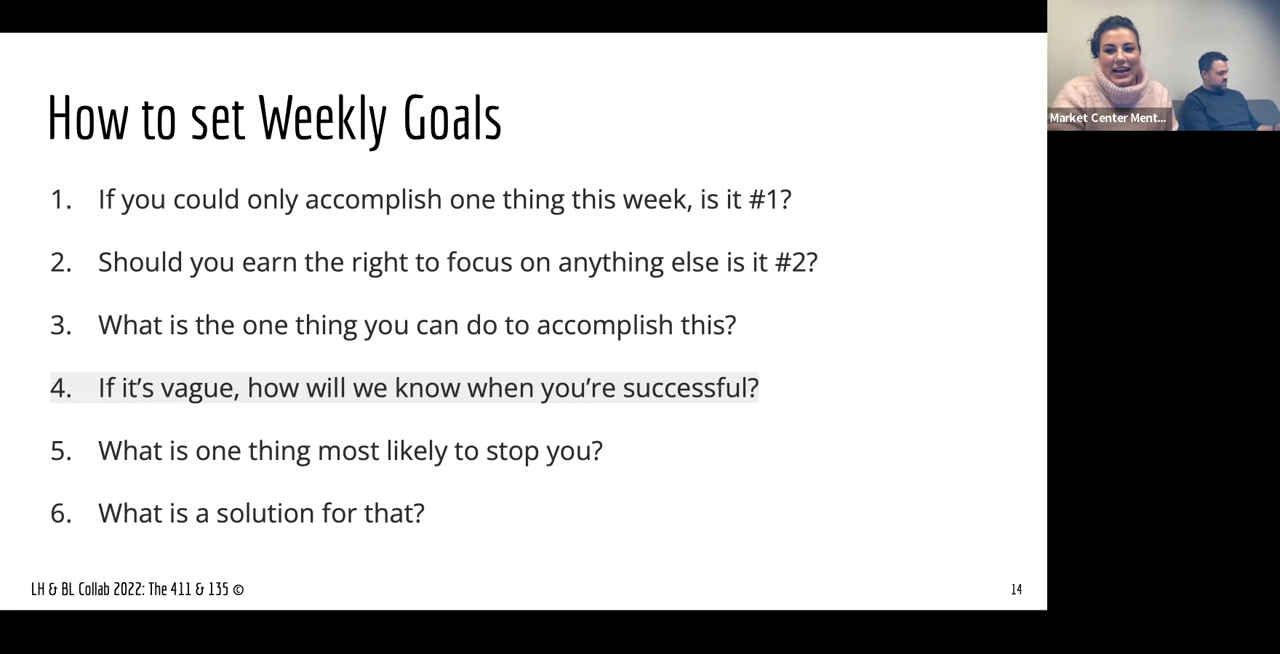 How to set Weekly Goals
1. If you could only accomplish one thing this week, is it #1?
2. Should you earn the right to focus on anything else is it #2?
3. What is the one thing you can do to accomplish this?
4. If it’s vague, how will we know when you’re successful?
5. What is one thing most likely to stop you?
6. What is a solution for that?
LH & BL Collab 2022: The 411 & 135 ©
14
Market Center Ment...